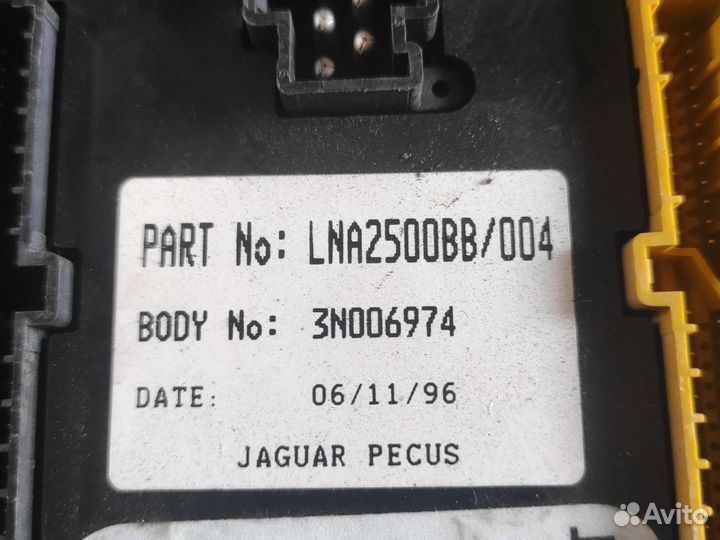 PART No: LNA2500BB/004
BODY No: 3N006974
DATE: 06/11/96
JAGUAR PECUS
Avito